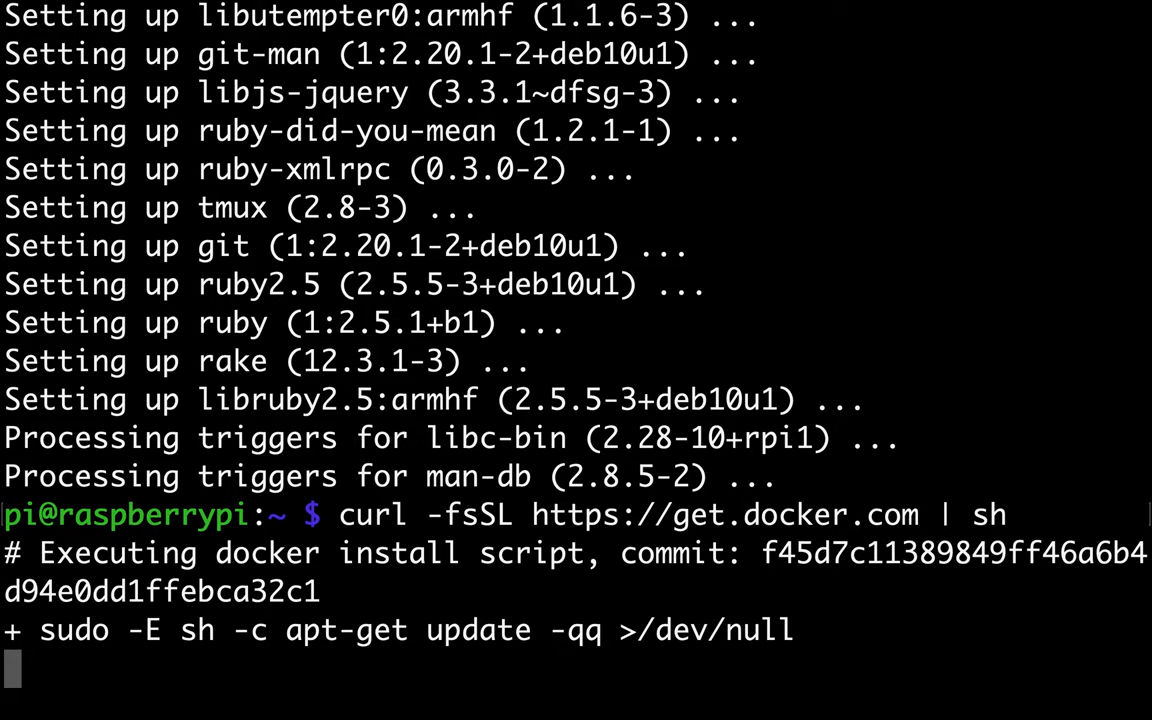 Setting up libutempter0:armhf (1.1.6-3) ...
Setting up git-man (1:2.20.1-2+deb10u1) ...
Setting up libjs-jquery (3.3.1~dfsg-3) ...
Setting up ruby-did-you-mean (1.2.1-1) ...
Setting up ruby-xmlrpc (0.3.0-2) ...
Setting up tmux (2.8-3) ...
Setting up git (1:2.20.1-2+deb10u1) ...
Setting up ruby2.5 (2.5.5-3+deb10u1) ...
Setting up ruby (1:2.5.1+b1) ...
Setting up rake (12.3.1-3) ...
Setting up libruby2.5:armhf (2.5.5-3+deb10u1) ...
Processing triggers for libc-bin (2.28-10+rpi1) ...
Processing triggers for man-db (2.8.5-2) ...
pi@raspberrypi:~ $ curl -fsSL https://get.docker.com | sh
# Executing docker install script, commit: f45d7c11389849ff46a6b4
d94e0dd1ffebca32c1
+ sudo -E sh -c apt-get update -qq >/dev/null